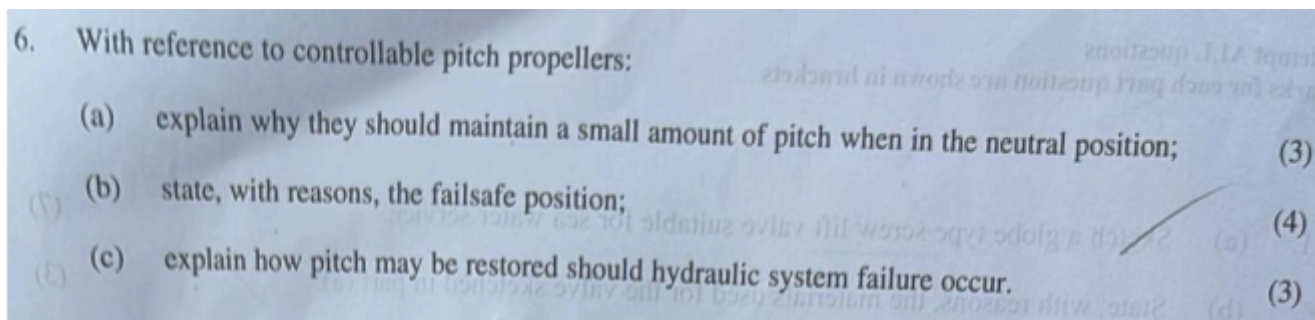 6. With reference to controllable pitch propellers:
(a) explain why they should maintain a small amount of pitch when in the neutral position; (3)
(b) state, with reasons, the failsafe position; (4)
(c) explain how pitch may be restored should hydraulic system failure occur. (3)